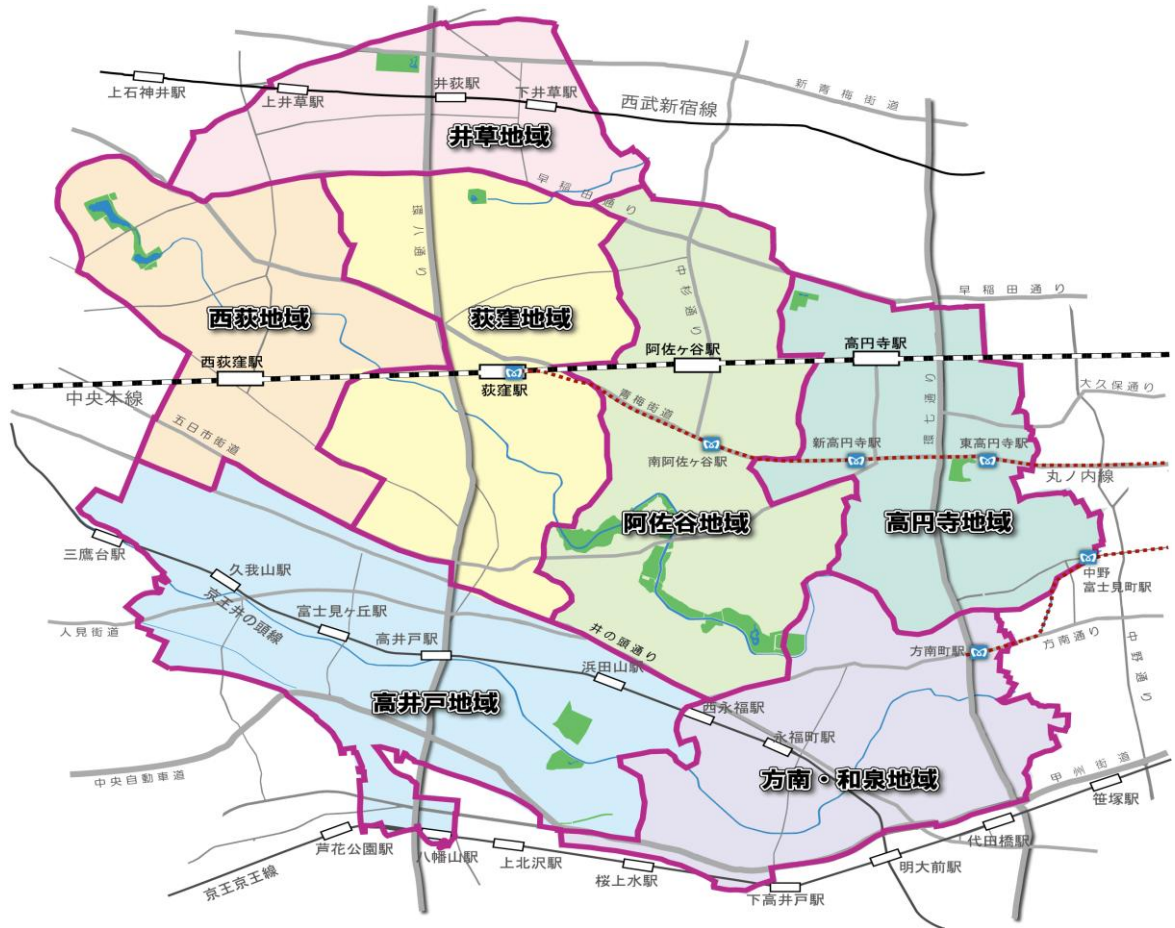 新青梅街道
上石神井駅
上井草駅
井荻駅
下井草駅
西武新宿線
井草地域
早稲田通り
環八通り
中杉通り
早稲田通り
西荻地域
荻窪地域
阿佐ヶ谷駅
高円寺駅
西荻窪駅
荻窪駅
環七通り
中央本線
青梅街道
大久保通り
五日市街道
南阿佐ヶ谷駅
新高円寺駅
東高円寺駅
丸ノ内線
阿佐谷地域
高円寺地域
三鷹台駅
久我山駅
中野
富士見町駅
京王井の頭線
富士見ヶ丘駅
人見街道
高井戸駅
井の頭通り
方南町駅
方南通り
中野通り
浜田山駅
高井戸地域
西永福駅
永福町駅
中央自動車道
方南・和泉地域
甲州街道
笹塚駅
芦花公園駅
八幡山駅
上北沢駅
代田橋駅
明大前駅
桜上水駅
京王京王線
下高井戸駅